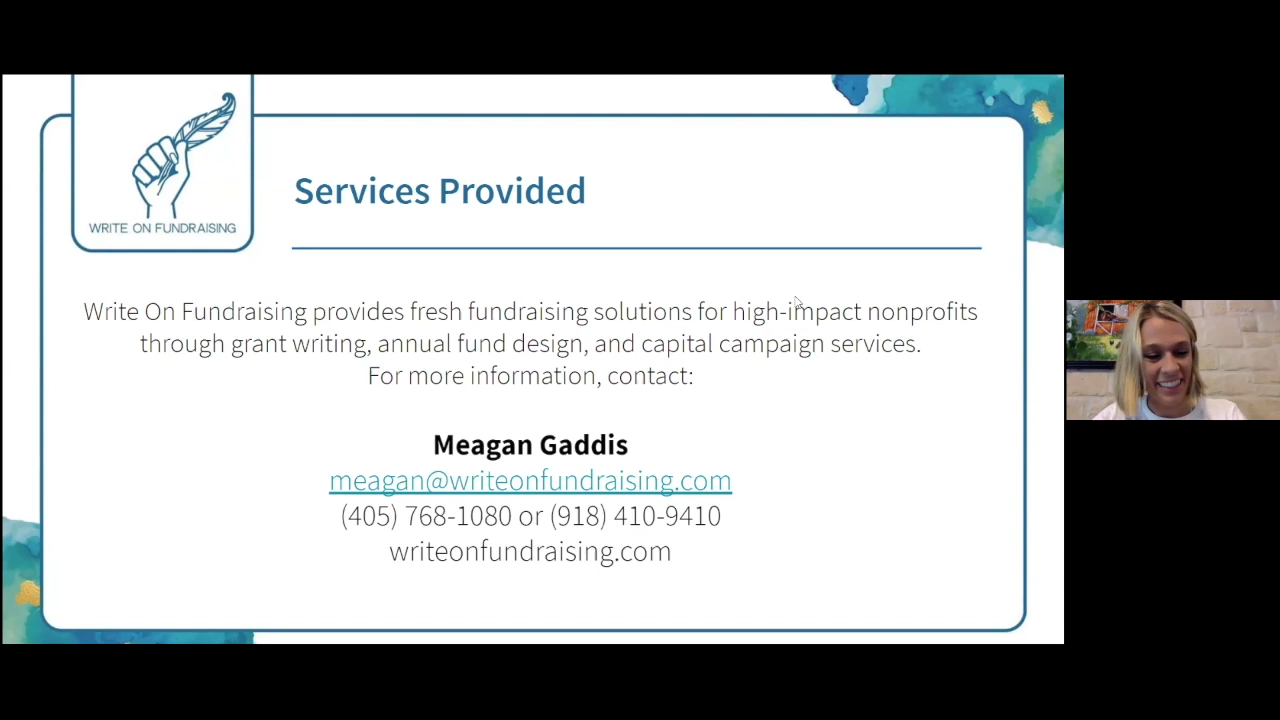 WRITE ON FUNDRAISING
Services Provided
Write On Fundraising provides fresh fundraising solutions for high-impact nonprofits
through grant writing, annual fund design, and capital campaign services.
For more information, contact:
Meagan Gaddis
meagan@writeonfundraising.com
(405) 768-1080 or (918) 410-9410
writeonfundraising.com